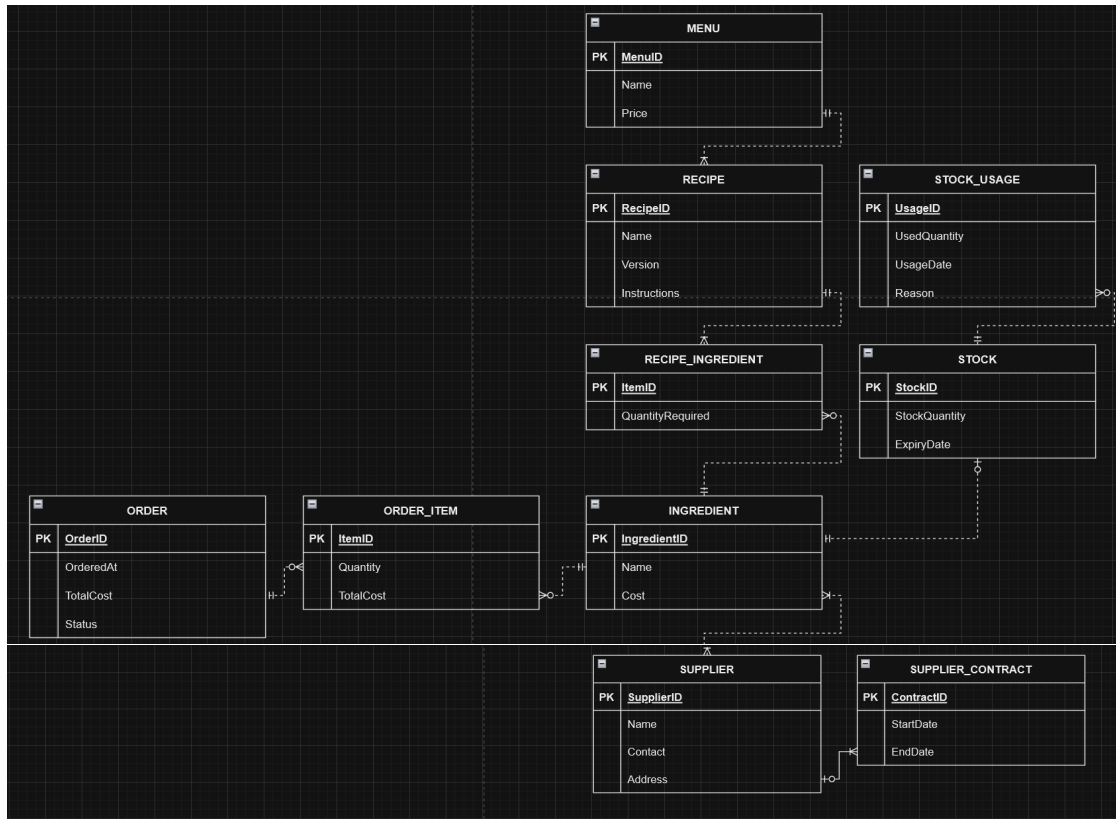 MENU
PK MenuID
Name
Price
RECIPE
PK RecipeID
Name
Version
Instructions
STOCK_USAGE
PK UsageID
UsedQuantity
UsageDate
Reason
RECIPE_INGREDIENT
PK ItemID
QuantityRequired
STOCK
PK StockID
StockQuantity
ExpiryDate
ORDER
PK OrderID
OrderedAt
TotalCost
Status
ORDER_ITEM
PK ItemID
Quantity
TotalCost
INGREDIENT
PK IngredientID
Name
Cost
SUPPLIER
PK SupplierID
Name
Contact
Address
SUPPLIER_CONTRACT
PK ContractID
StartDate
EndDate